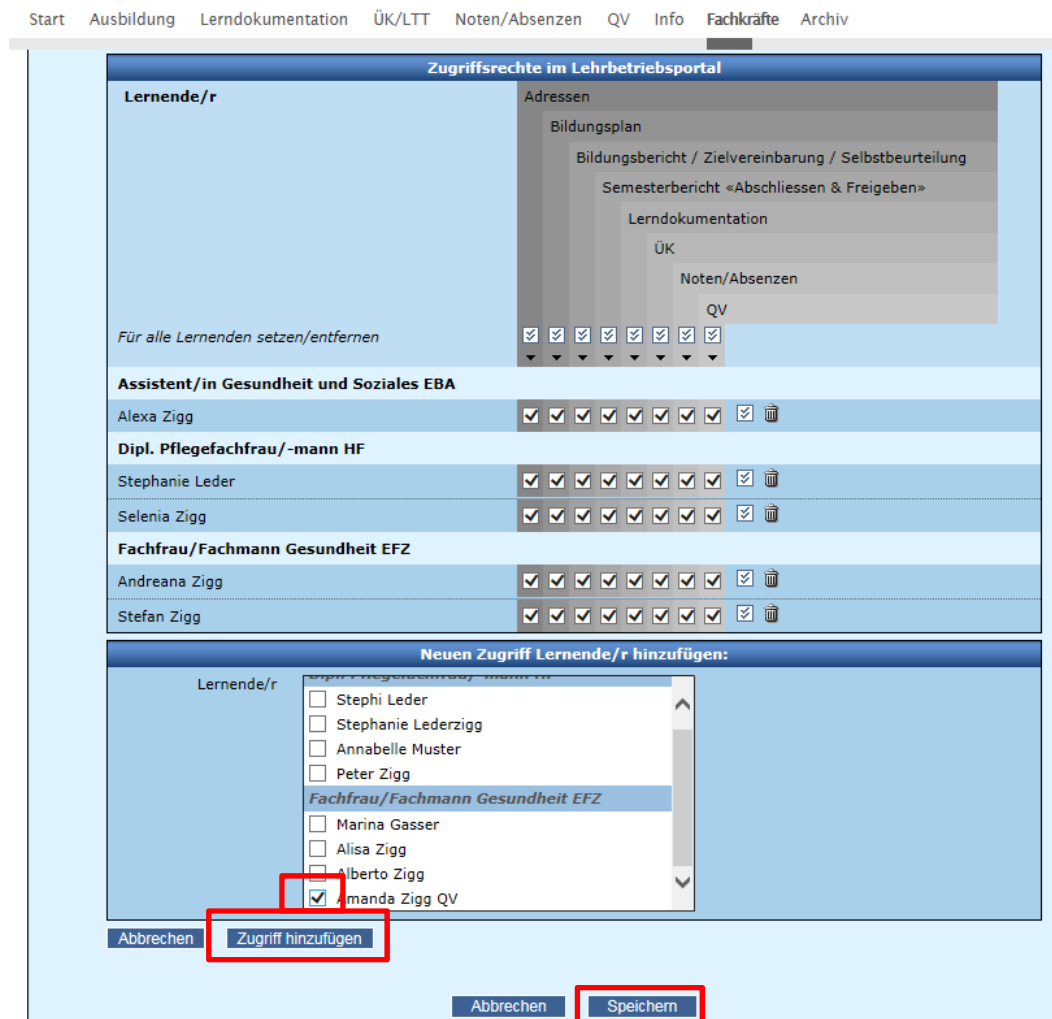 Start Ausbildung Lerndokumentation ÜK/LTT Noten/Absenzen QV Info Fachkräfte Archiv
Zugriffsrechte im Lehrbetriebsportal
Lernende/r
Adressen
Bildungsplan
Bildungsbericht / Zielvereinbarung / Selbstbeurteilung
Semesterbericht «Abschliessen & Freigeben»
Lerndokumentation
ÜK
Noten/Absenzen
QV
Für alle Lernenden setzen/entfernen
Assistent/in Gesundheit und Soziales EBA
Alexa Zigg
Dipl. Pflegefachfrau/-mann HF
Stephanie Leder
Selenia Zigg
Fachfrau/Fachmann Gesundheit EFZ
Andreana Zigg
Stefan Zigg
Neuen Zugriff Lernende/r hinzufügen:
Lernende/r
Dipl. Pflegefachfrau/-mann HF
Stephi Leder
Stephanie Lederzigg
Annabelle Muster
Peter Zigg
Fachfrau/Fachmann Gesundheit EFZ
Marina Gasser
Alisa Zigg
Alberto Zigg
Amanda Zigg QV
Abbrechen Zugriff hinzufügen
Abbrechen Speichern